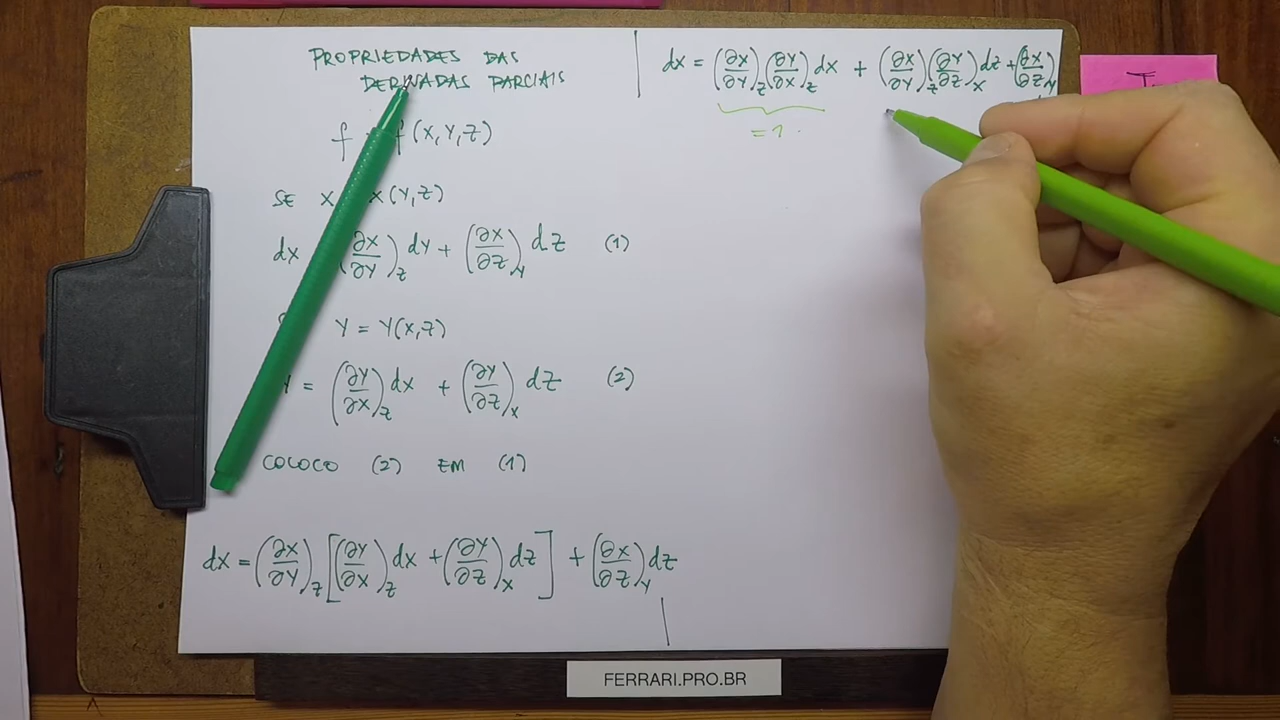 PROPRIEDADES DAS
DERIVADAS PARCIAIS
f f(x,y,z)
SE x x(y,z)
dx (∂x/∂y)_z dy + (∂x/∂z)_y dz (1)
y = y(x,z)
= (∂y/∂x)_z dx + (∂y/∂z)_x dz (2)
COLOCO (2) EM (1)
dx = (∂x/∂y)_z [(∂y/∂x)_z dx + (∂y/∂z)_x dz] + (∂x/∂z)_y dz
dx = (∂x/∂y)_z (∂y/∂x)_z dx + (∂x/∂y)_z (∂y/∂z)_x dz + (∂x/∂z)_y
= 1
FERRARI.PRO.BR